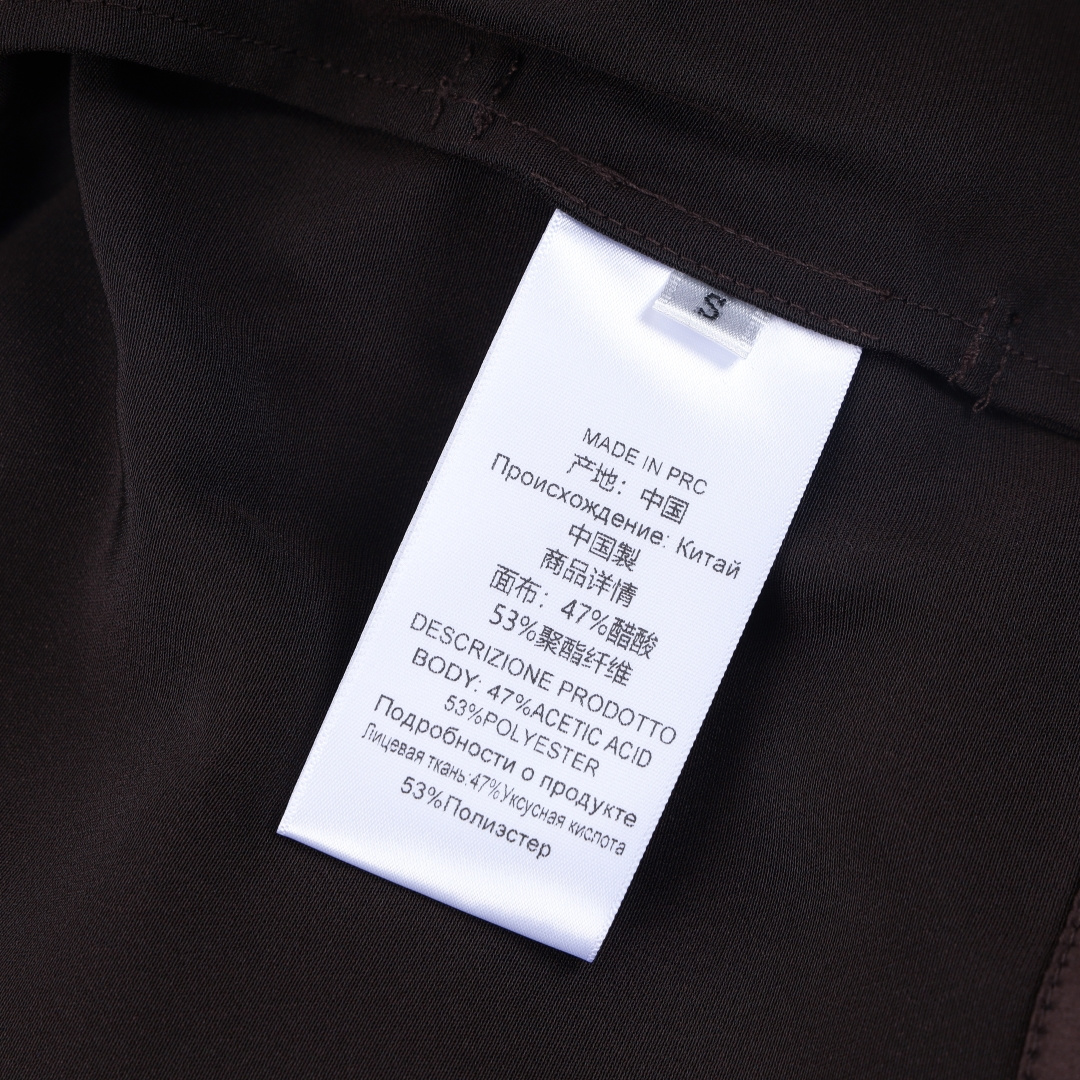 S
MADE IN PRC
产地：中国
Происхождение: Китай
中国製
商品详情
面布：47%醋酸
53%聚酯纤维
DESCRIZIONE PRODOTTO
BODY: 47%ACETIC ACID
53%POLYESTER
Подробности о продукте
Лицевая ткань:47%Уксусная кислота
53%Полиэстер